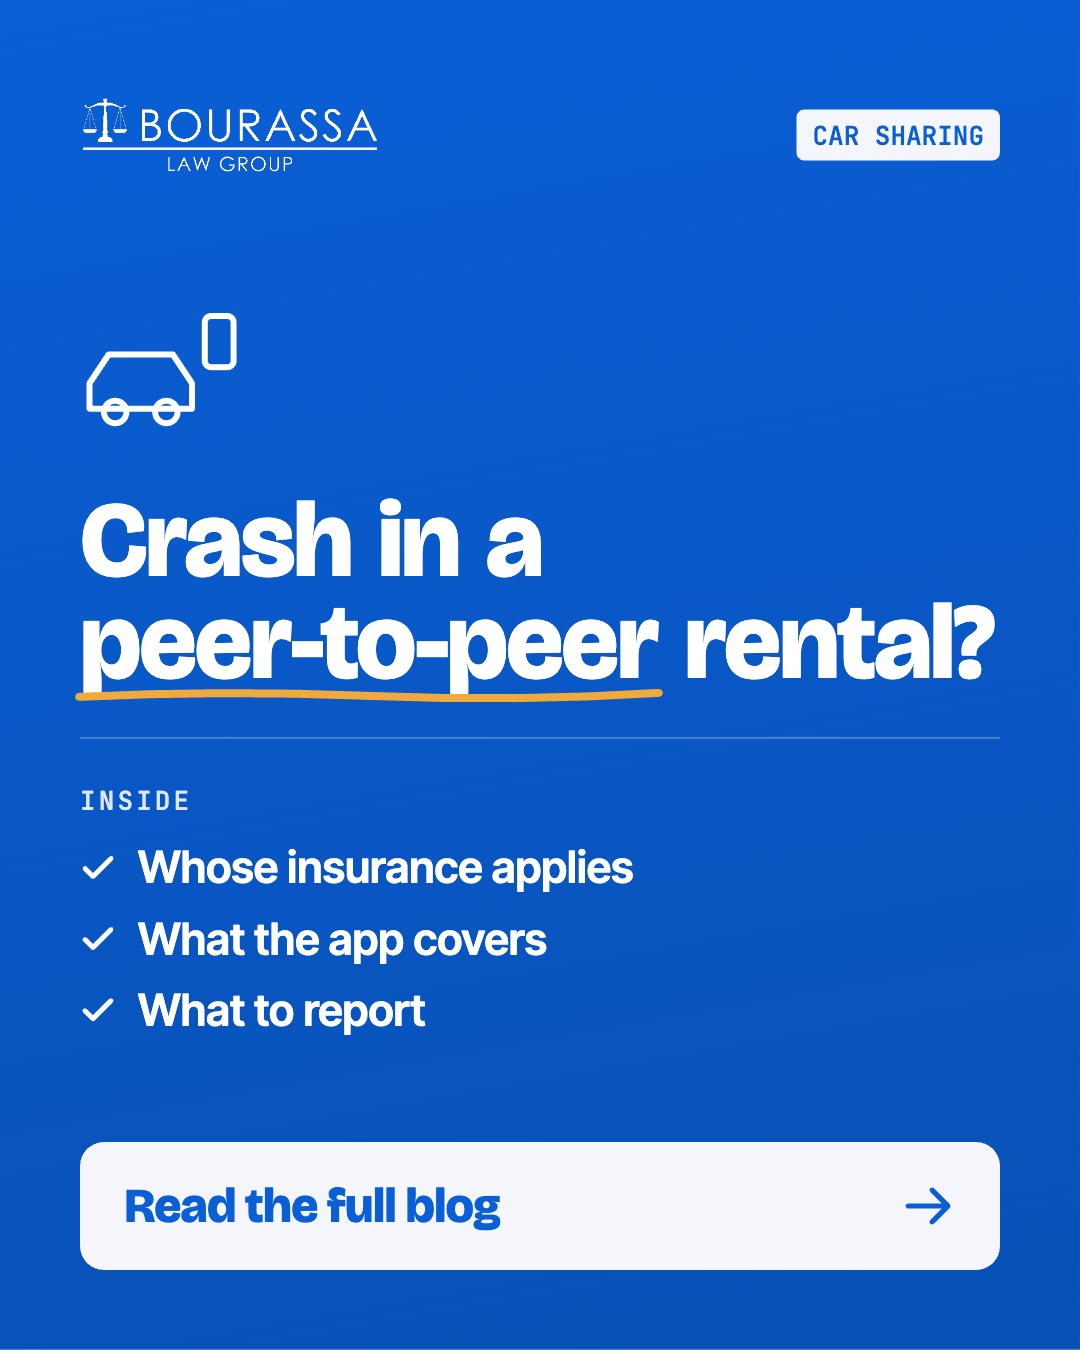 BOURASSA
LAW GROUP
CAR SHARING
Crash in a
peer-to-peer rental?
INSIDE
Whose insurance applies
What the app covers
What to report
Read the full blog